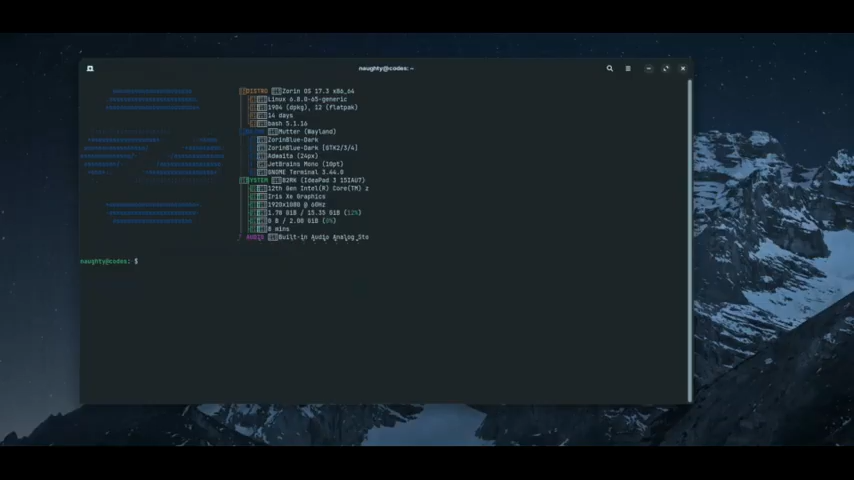 naughty@codes: ~
DISTRO Zorin OS 17.3 x86_64
Linux 6.8.0-65-generic
1904 (dpkg), 12 (flatpak)
14 days
bash 5.1.16
Mutter (Wayland)
ZorinBlue-Dark
ZorinBlue-Dark [GTK2/3/4]
Adwaita (24px)
JetBrains Mono (10pt)
GNOME Terminal 3.44.0
SYSTEM 82RK (IdeaPad 3 15IAU7)
12th Gen Intel(R) Core(TM) i
Iris Xe Graphics
1920x1080 @ 60Hz
1.78 GiB / 15.35 GiB (12%)
0 B / 2.00 GiB (0%)
8 mins
AUDIO Built-in Audio Analog Ste
naughty@codes: $